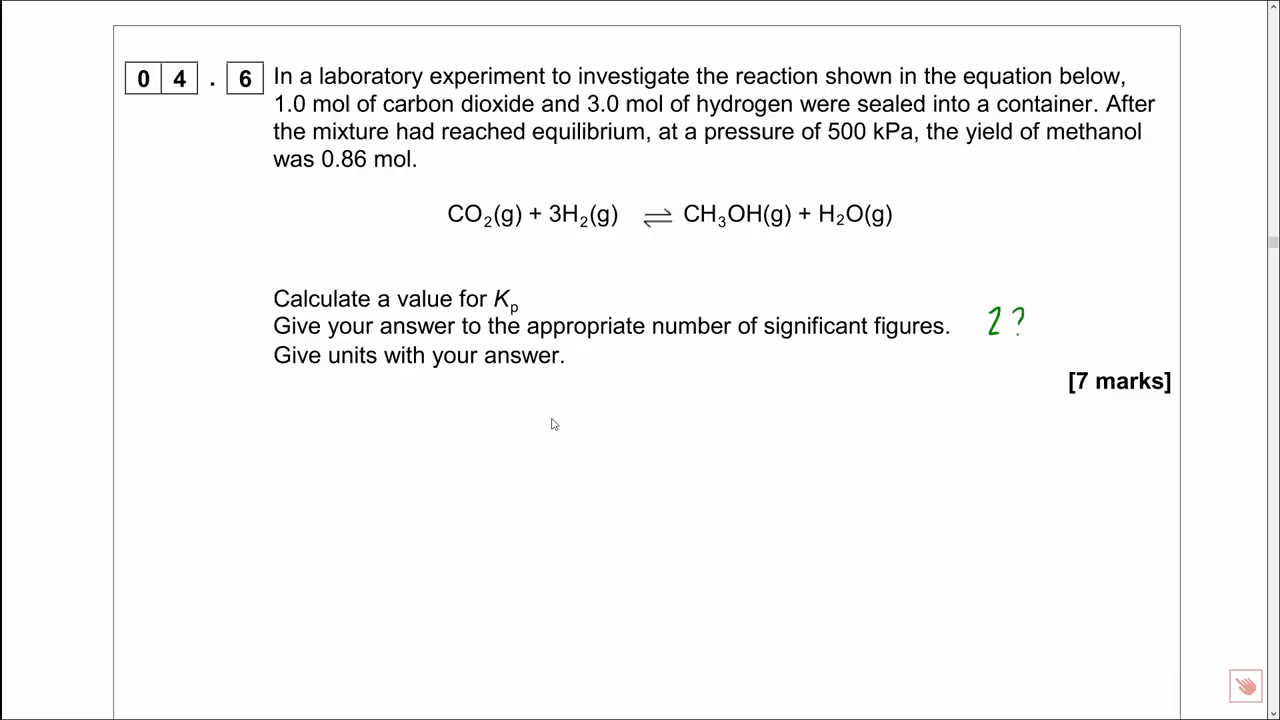 0 4 . 6 In a laboratory experiment to investigate the reaction shown in the equation below,
1.0 mol of carbon dioxide and 3.0 mol of hydrogen were sealed into a container. After
the mixture had reached equilibrium, at a pressure of 500 kPa, the yield of methanol
was 0.86 mol.
CO₂(g) + 3H₂(g) ⇌ CH₃OH(g) + H₂O(g)
Calculate a value for Kₚ
Give your answer to the appropriate number of significant figures. 2?
Give units with your answer.
[7 marks]